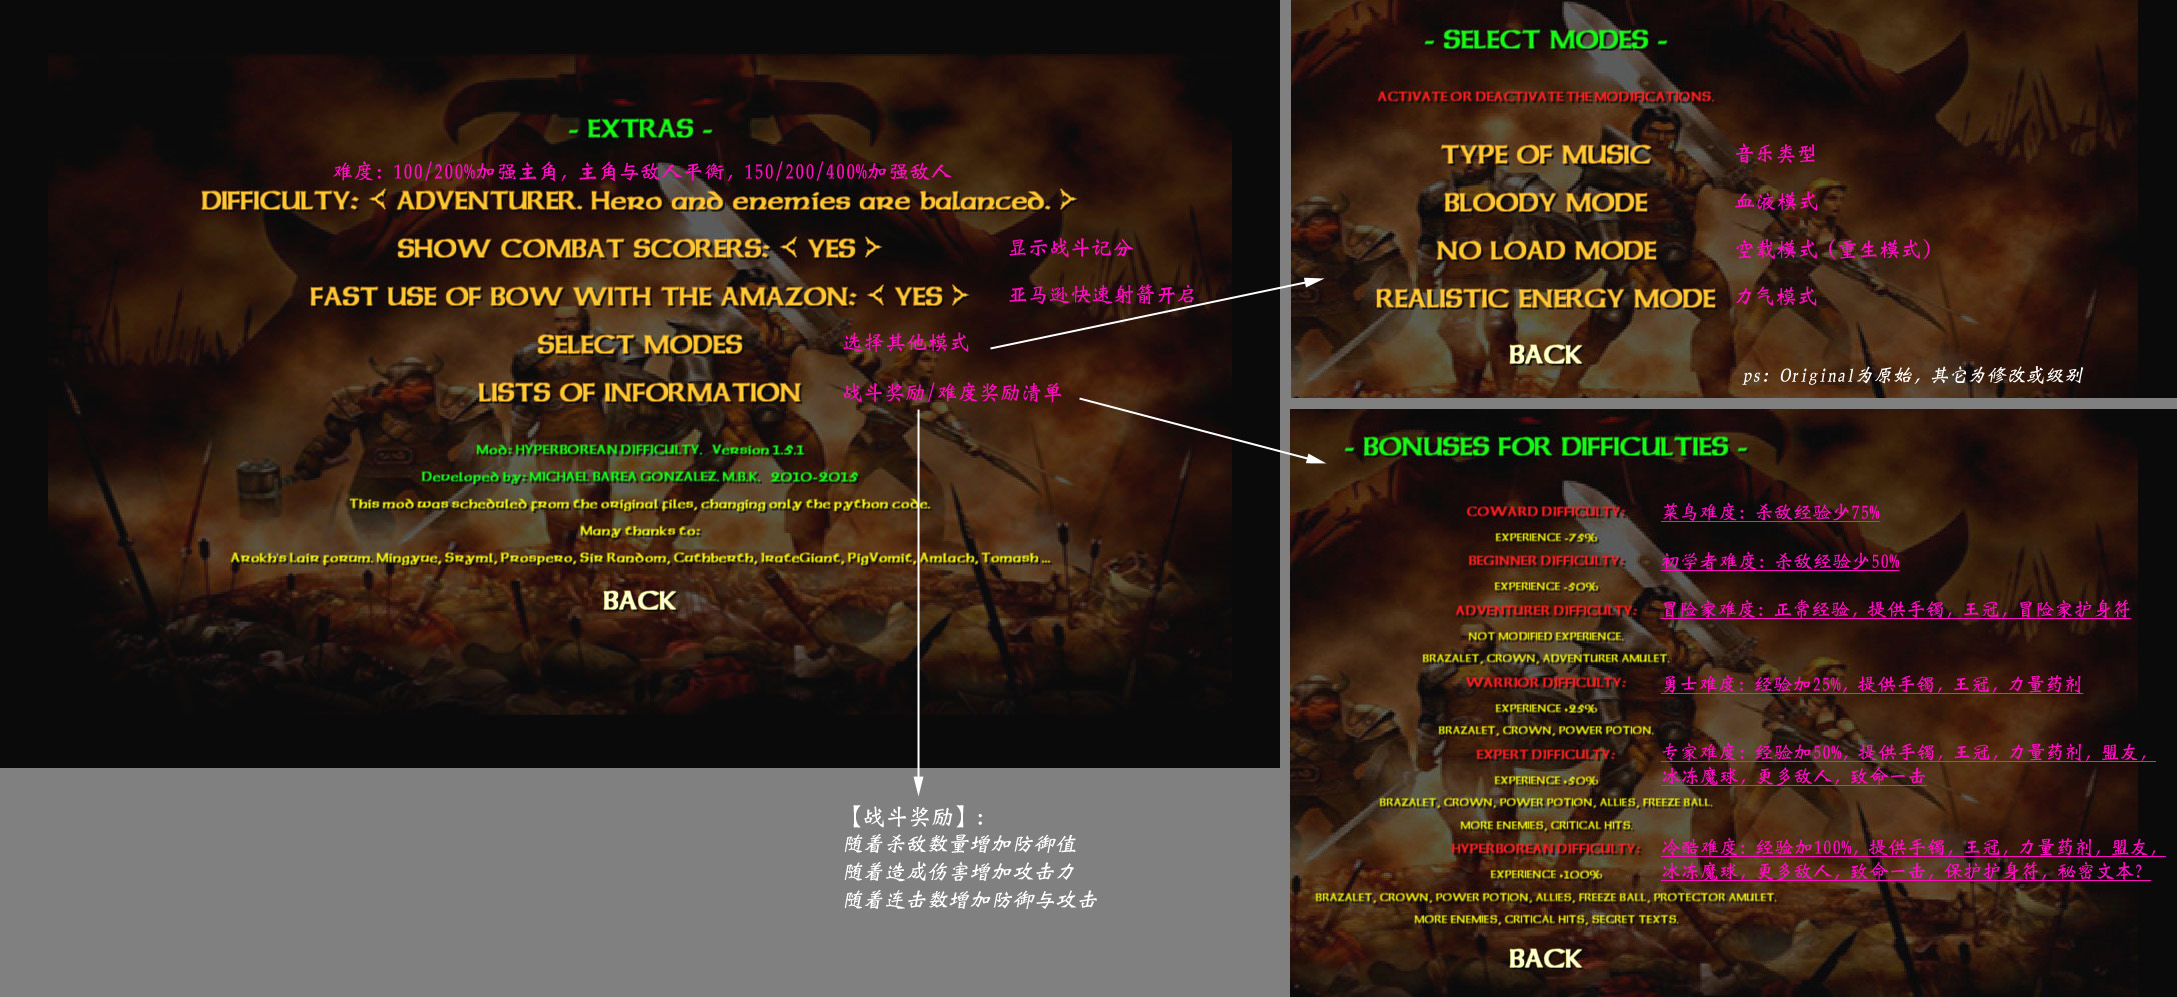 - EXTRAS -
难度：100/200%加强主角，主角与敌人平衡，150/200/400%加强敌人
DIFFICULTY: < ADVENTURER. Hero and enemies are balanced. >
SHOW COMBAT SCORERS: < YES > 显示战斗记分
FAST USE OF BOW WITH THE AMAZON: < YES > 亚马逊快速射箭开启
SELECT MODES 选择其他模式
LISTS OF INFORMATION 战斗奖励/难度奖励清单
Mod: HYPERBOREAN DIFFICULTY. Version 1.5.1
Developed by: MICHAEL BAREA GONZALEZ. M.B.K. 2010-2015
This mod was scheduled from the original files, changing only the python code.
Many thanks to:
Arokh's Lair forum. Mingyue, Sryml, Prospero, Sir Random, Cuthberth, IrateGiant, PigVomit, Amlach, Tomash ...
BACK
【战斗奖励】：
随着杀敌数量增加防御值
随着造成伤害增加攻击力
随着连击数增加防御与攻击
- SELECT MODES -
ACTIVATE OR DEACTIVATE THE MODIFICATIONS.
TYPE OF MUSIC 音乐类型
BLOODY MODE 血液模式
NO LOAD MODE 空载模式（重生模式）
REALISTIC ENERGY MODE 力气模式
BACK
ps：Original为原始，其它为修改或级别
- BONUSES FOR DIFFICULTIES -
COWARD DIFFICULTY: 菜鸟难度：杀敌经验少75%
EXPERIENCE -75%
BEGINNER DIFFICULTY: 初学者难度：杀敌经验少50%
EXPERIENCE -50%
ADVENTURER DIFFICULTY: 冒险家难度：正常经验，提供手镯，王冠，冒险家护身符
NOT MODIFIED EXPERIENCE.
BRAZALET, CROWN, ADVENTURER AMULET.
WARRIOR DIFFICULTY: 勇士难度：经验加25%，提供手镯，王冠，力量药剂
EXPERIENCE +25%
BRAZALET, CROWN, POWER POTION.
EXPERT DIFFICULTY: 专家难度：经验加50%，提供手镯，王冠，力量药剂，盟友，
冰冻魔球，更多敌人，致命一击
EXPERIENCE +50%
BRAZALET, CROWN, POWER POTION, ALLIES, FREEZE BALL.
MORE ENEMIES, CRITICAL HITS.
HYPERBOREAN DIFFICULTY: 冷酷难度：经验加100%，提供手镯，王冠，力量药剂，盟友，
冰冻魔球，更多敌人，致命一击，保护护身符，秘密文本？
EXPERIENCE +100%
BRAZALET, CROWN, POWER POTION, ALLIES, FREEZE BALL, PROTECTOR AMULET.
MORE ENEMIES, CRITICAL HITS, SECRET TEXTS.
BACK